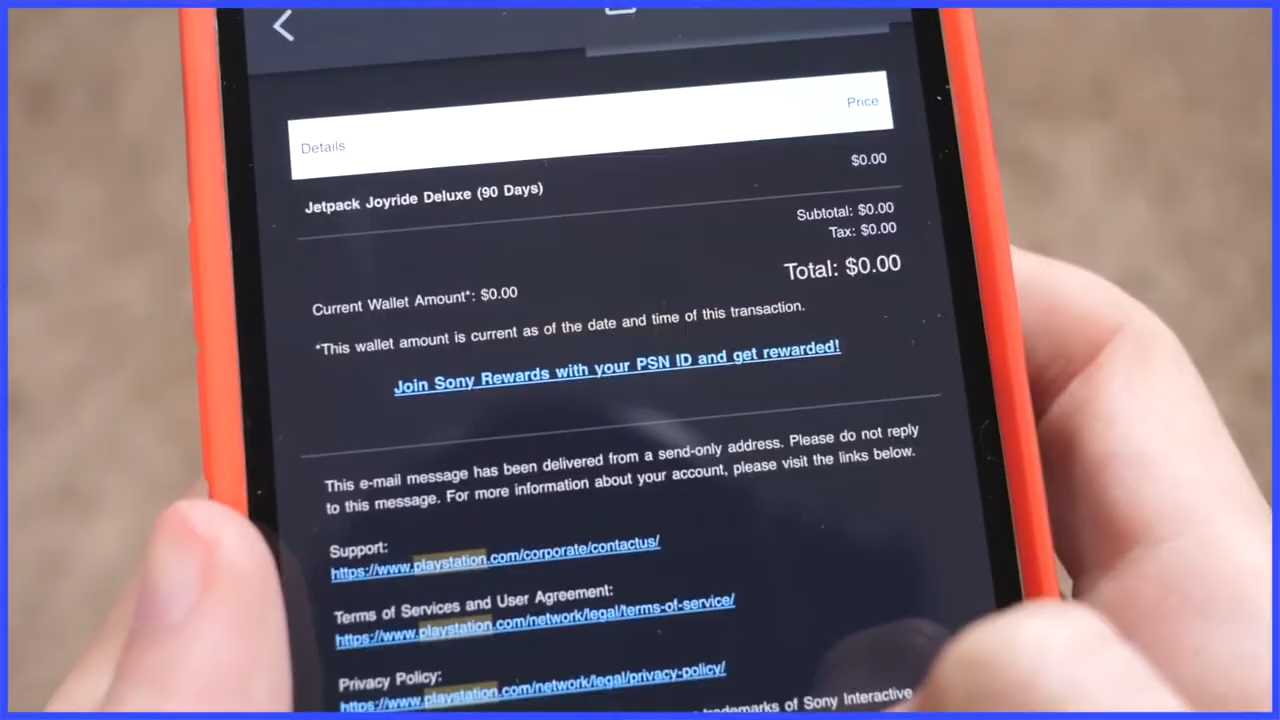 Details
Price
Jetpack Joyride Deluxe (90 Days)
$0.00
Subtotal: $0.00
Tax: $0.00
Total: $0.00
Current Wallet Amount*: $0.00
*This wallet amount is current as of the date and time of this transaction.
Join Sony Rewards with your PSN ID and get rewarded!
This e-mail message has been delivered from a send-only address. Please do not reply
to this message. For more information about your account, please visit the links below.
Support:
https://www.playstation.com/corporate/contactus/
Terms of Services and User Agreement:
https://www.playstation.com/network/legal/terms-of-service/
Privacy Policy:
https://www.playstation.com/network/legal/privacy-policy/
trademarks of Sony Interactive